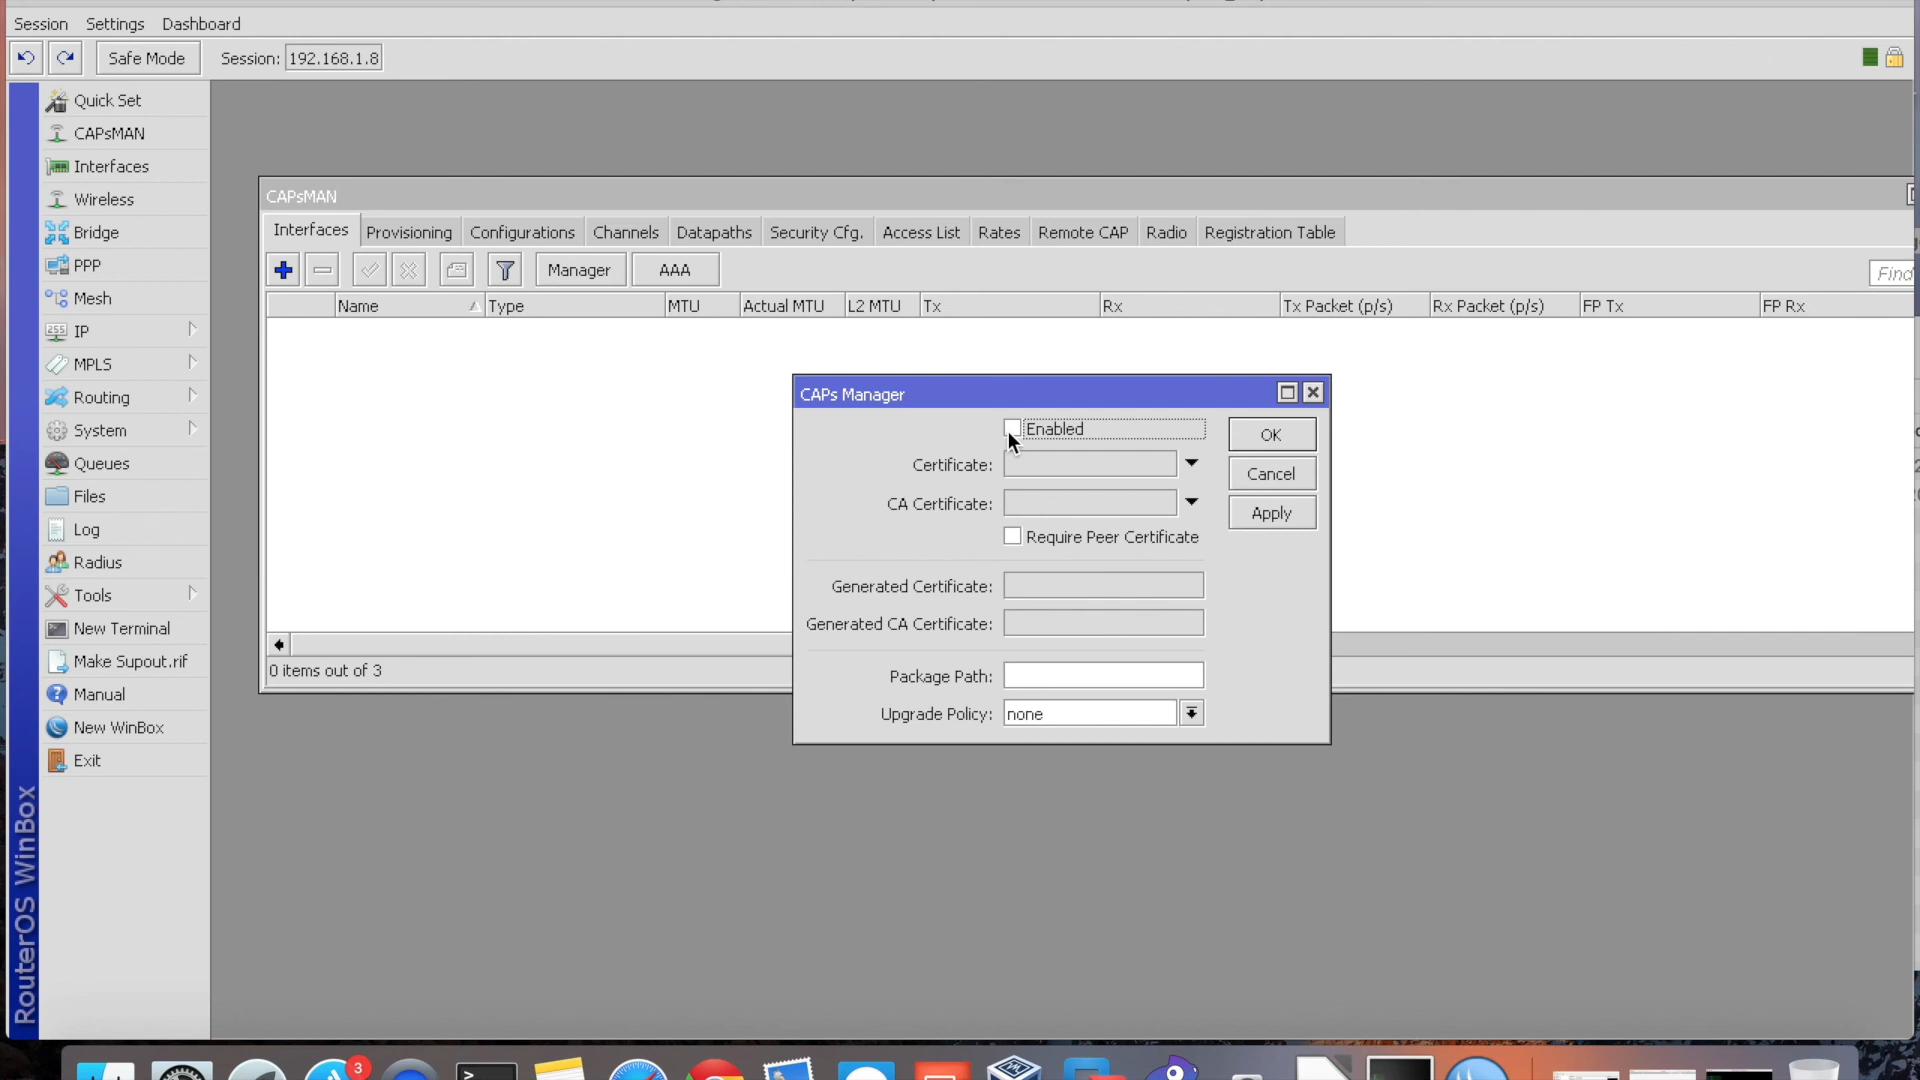 Session Settings Dashboard
Safe Mode Session: 192.168.1.8
Quick Set
CAPsMAN
Interfaces
Wireless
Bridge
PPP
Mesh
255 IP
MPLS
Routing
System
Queues
Files
Log
Radius
Tools
New Terminal
Make Supout.rif
Manual
New WinBox
Exit
RouterOS WinBox
CAPsMAN
Interfaces Provisioning Configurations Channels Datapaths Security Cfg. Access List Rates Remote CAP Radio Registration Table
Manager AAA Find
Name Type MTU Actual MTU L2 MTU Tx Rx Tx Packet (p/s) Rx Packet (p/s) FP Tx FP Rx
0 items out of 3
CAPs Manager
Enabled
Certificate:
CA Certificate:
Require Peer Certificate
Generated Certificate:
Generated CA Certificate:
Package Path:
Upgrade Policy: none
OK
Cancel
Apply
3